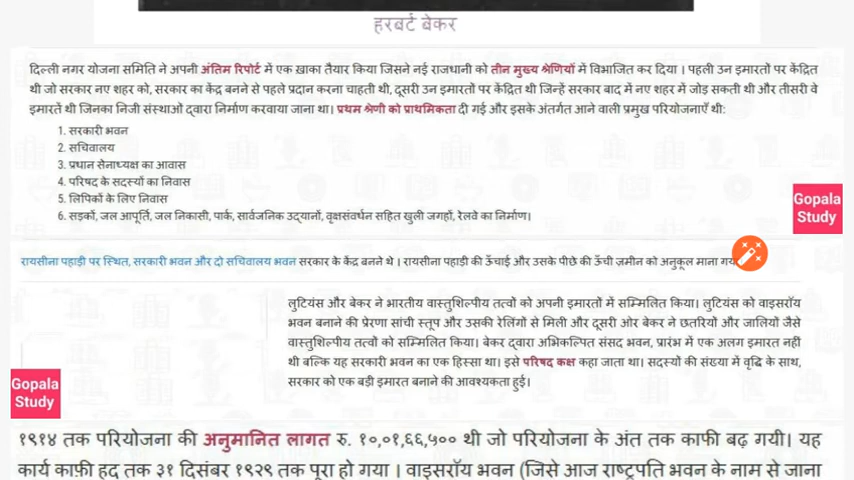 हरबर्ट बेकर
दिल्ली नगर योजना समिति ने अपनी अंतिम रिपोर्ट में एक ख़ाका तैयार किया जिसने नई राजधानी को तीन मुख्य श्रेणियों में विभाजित कर दिया । पहली उन इमारतों पर केंद्रित
थी जो सरकार नए शहर को, सरकार का केंद्र बनने से पहले प्रदान करना चाहती थी, दूसरी उन इमारतों पर केंद्रित थी जिन्हें सरकार बाद में नए शहर में जोड़ सकती थी और तीसरी वे
इमारतें थी जिनका निजी संस्थाओं द्वारा निर्माण करवाया जाना था। प्रथम श्रेणी को प्राथमिकता दी गई और इसके अंतर्गत आने वाली प्रमुख परियोजनाएँ थी:
1. सरकारी भवन
2. सचिवालय
3. प्रधान सेनाध्यक्ष का आवास
4. परिषद के सदस्यों का निवास
5. लिपिकों के लिए निवास
6. सड़कों, जल आपूर्ति, जल निकासी, पार्क, सार्वजनिक उद्यानों, वृक्षसंवर्धन सहित खुली जगहों, रेलवे का निर्माण।
Gopala
Study
रायसीना पहाड़ी पर स्थित, सरकारी भवन और दो सचिवालय भवन सरकार के केंद्र बनने थे । रायसीना पहाड़ी की ऊँचाई और उसके पीछे की ऊँची ज़मीन को अनुकूल माना गय
लुटियंस और बेकर ने भारतीय वास्तुशिल्पीय तत्वों को अपनी इमारतों में सम्मिलित किया। लुटियंस को वाइसरॉय
भवन बनाने की प्रेरणा सांची स्तूप और उसकी रेलिंगों से मिली और दूसरी ओर बेकर ने छतरियों और जालियों जैसे
वास्तुशिल्पीय तत्वों को सम्मिलित किया। बेकर द्वारा अभिकल्पित संसद भवन, प्रारंभ में एक अलग इमारत नहीं
थी बल्कि यह सरकारी भवन का एक हिस्सा था। इसे परिषद कक्ष कहा जाता था। सदस्यों की संख्या में वृद्धि के साथ,
सरकार को एक बड़ी इमारत बनाने की आवश्यकता हुई।
Gopala
Study
१९१४ तक परियोजना की अनुमानित लागत रु. १०,०१,६६,५०० थी जो परियोजना के अंत तक काफी बढ़ गयी। यह
कार्य काफ़ी हद तक ३१ दिसंबर १९२९ तक पूरा हो गया । वाइसरॉय भवन (जिसे आज राष्ट्रपति भवन के नाम से जाना